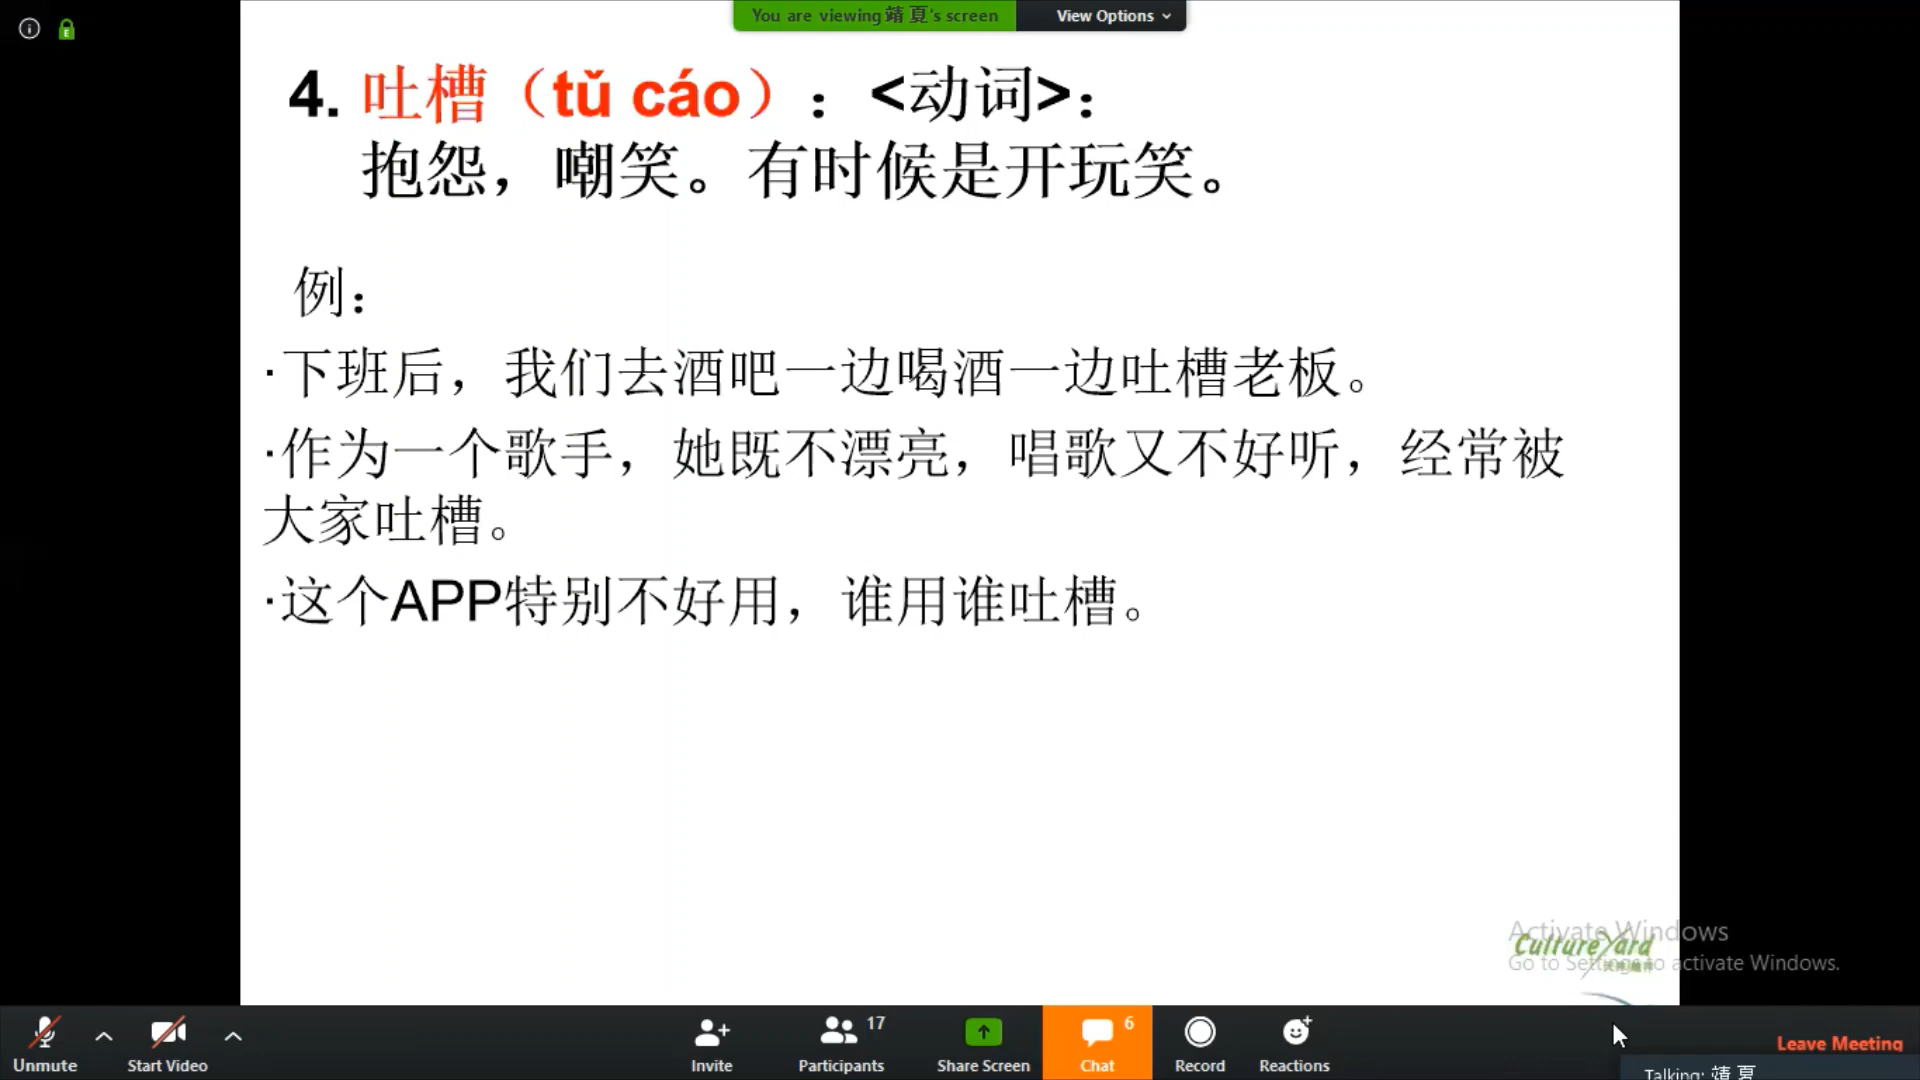 You are viewing 靖 夏's screen
View Options
4. 吐槽（tǔ cáo）：<动词>：
抱怨，嘲笑。有时候是开玩笑。
例：
·下班后，我们去酒吧一边喝酒一边吐槽老板。
·作为一个歌手，她既不漂亮，唱歌又不好听，经常被
大家吐槽。
·这个APP特别不好用，谁用谁吐槽。
Activate Windows
CultureYard
Go to Settings to activate Windows.
17
6
Unmute
Start Video
Invite
Participants
Share Screen
Chat
Record
Reactions
Leave Meeting
Talking: 靖 夏